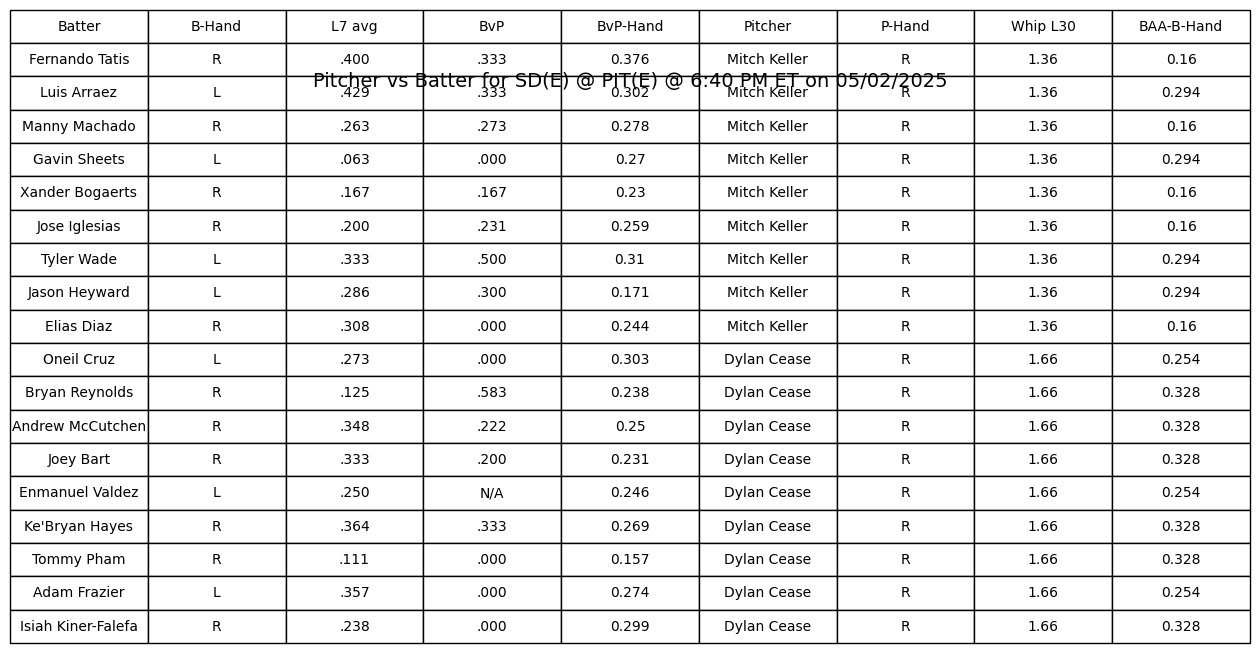 Batter B-Hand L7 avg BvP BvP-Hand Pitcher P-Hand Whip L30 BAA-B-Hand
Fernando Tatis R .400 .333 0.376 Mitch Keller R 1.36 0.16
Pitcher vs Batter for SD(E) @ PIT(E) @ 6:40 PM ET on 05/02/2025
Luis Arraez L .429 .333 0.302 Mitch Keller R 1.36 0.294
Manny Machado R .263 .273 0.278 Mitch Keller R 1.36 0.16
Gavin Sheets L .063 .000 0.27 Mitch Keller R 1.36 0.294
Xander Bogaerts R .167 .167 0.23 Mitch Keller R 1.36 0.16
Jose Iglesias R .200 .231 0.259 Mitch Keller R 1.36 0.16
Tyler Wade L .333 .500 0.31 Mitch Keller R 1.36 0.294
Jason Heyward L .286 .300 0.171 Mitch Keller R 1.36 0.294
Elias Diaz R .308 .000 0.244 Mitch Keller R 1.36 0.16
Oneil Cruz L .273 .000 0.303 Dylan Cease R 1.66 0.254
Bryan Reynolds R .125 .583 0.238 Dylan Cease R 1.66 0.328
Andrew McCutchen R .348 .222 0.25 Dylan Cease R 1.66 0.328
Joey Bart R .333 .200 0.231 Dylan Cease R 1.66 0.328
Enmanuel Valdez L .250 N/A 0.246 Dylan Cease R 1.66 0.254
Ke'Bryan Hayes R .364 .333 0.269 Dylan Cease R 1.66 0.328
Tommy Pham R .111 .000 0.157 Dylan Cease R 1.66 0.328
Adam Frazier L .357 .000 0.274 Dylan Cease R 1.66 0.254
Isiah Kiner-Falefa R .238 .000 0.299 Dylan Cease R 1.66 0.328